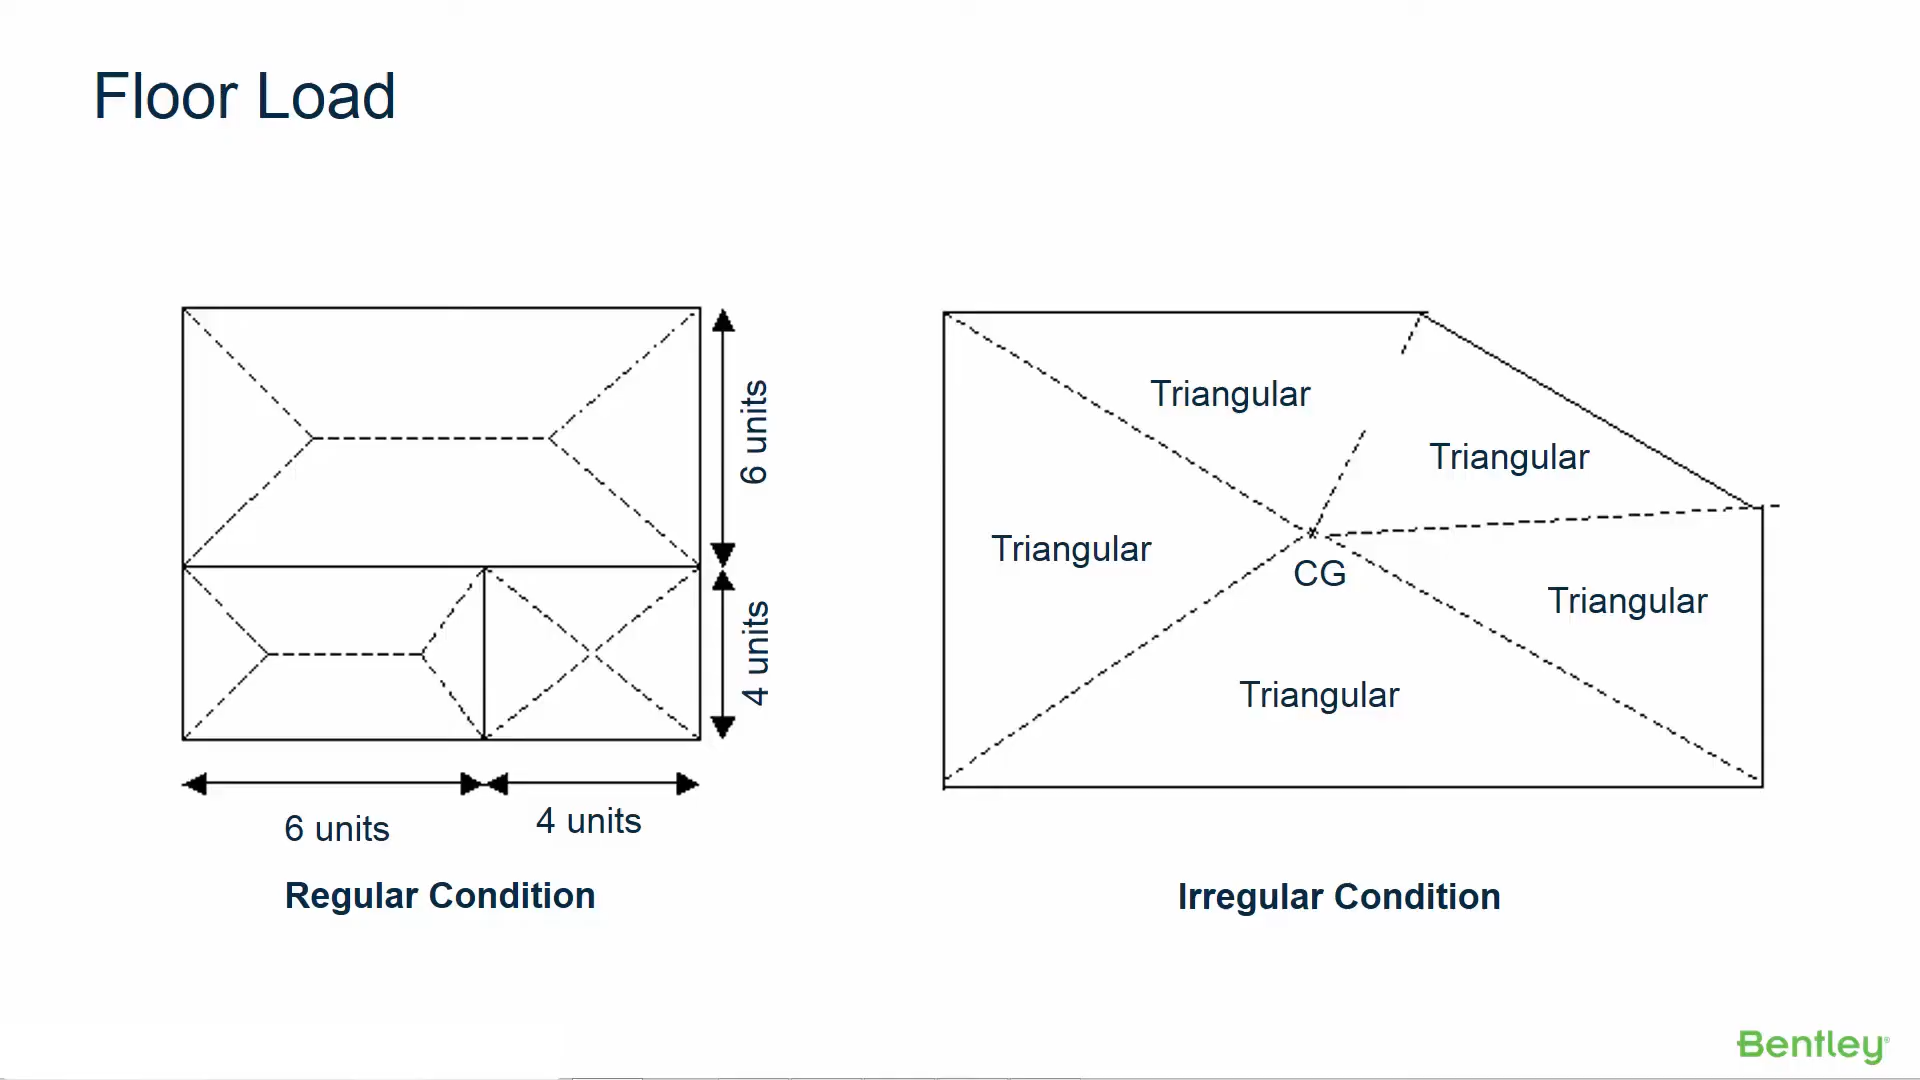 Floor Load
6 units
4 units
6 units
4 units
Regular Condition
Triangular
Triangular
Triangular
CG
Triangular
Triangular
Irregular Condition
Bentley®